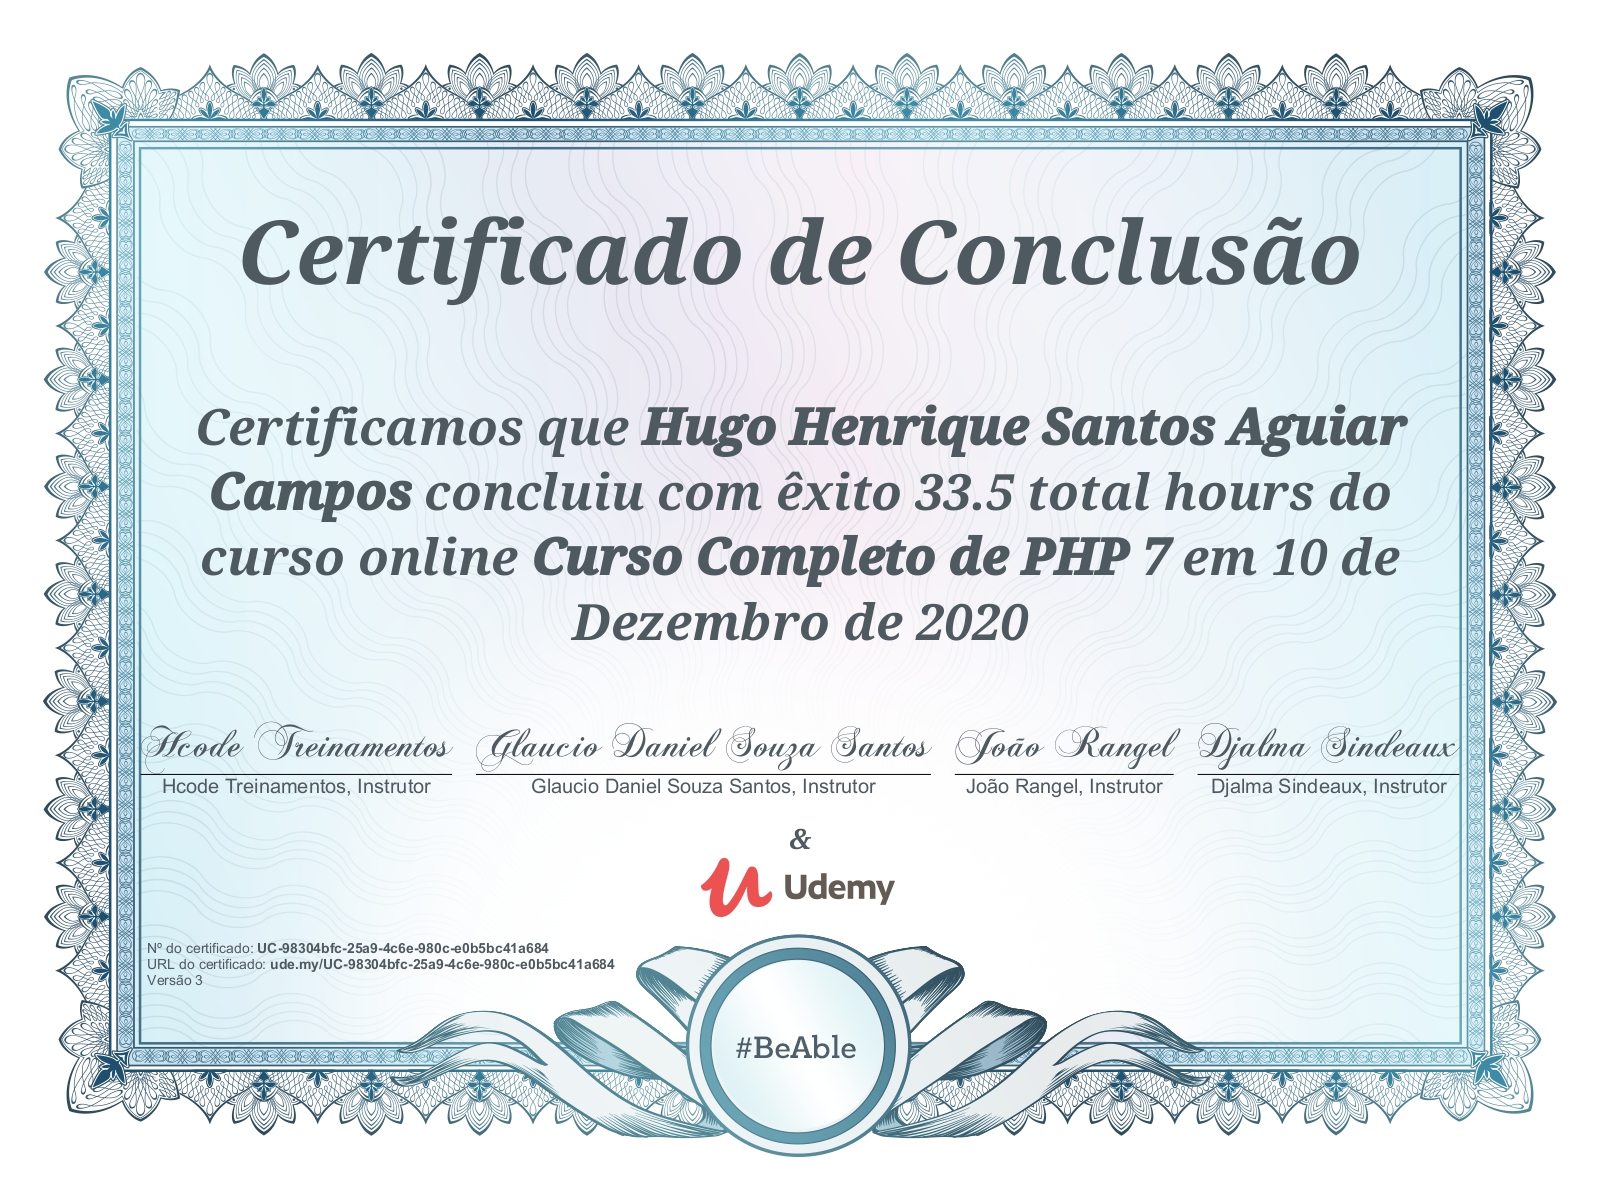 Certificado de Conclusão
Certificamos que Hugo Henrique Santos Aguiar
Campos concluiu com êxito 33.5 total hours do
curso online Curso Completo de PHP 7 em 10 de
Dezembro de 2020
Hcode Treinamentos Glaucio Daniel Souza Santos João Rangel Djalma Sindeaux
Hcode Treinamentos, Instrutor Glaucio Daniel Souza Santos, Instrutor João Rangel, Instrutor Djalma Sindeaux, Instrutor
&
Udemy
Nº do certificado: UC-98304bfc-25a9-4c6e-980c-e0b5bc41a684
URL do certificado: ude.my/UC-98304bfc-25a9-4c6e-980c-e0b5bc41a684
Versão 3
#BeAble